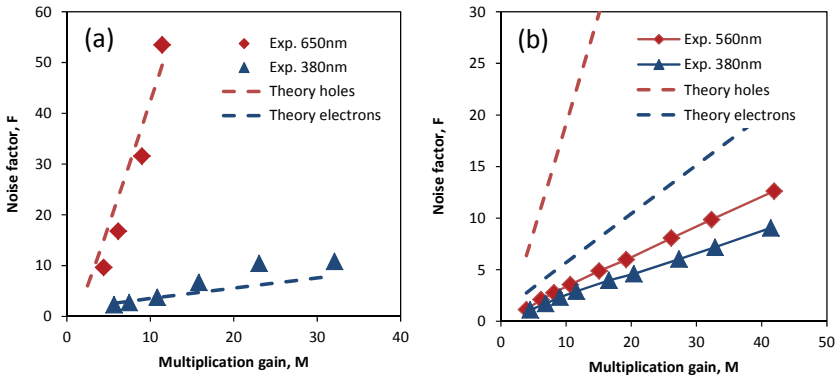 (a)
Noise factor, F
60
50
40
30
20
10
0
Exp. 650nm
Exp. 380nm
Theory holes
Theory electrons
0 10 20 30 40
Multiplication gain, M
(b)
Noise factor, F
30
25
20
15
10
5
0
Exp. 560nm
Exp. 380nm
Theory holes
Theory electrons
0 10 20 30 40 50
Multiplication gain, M